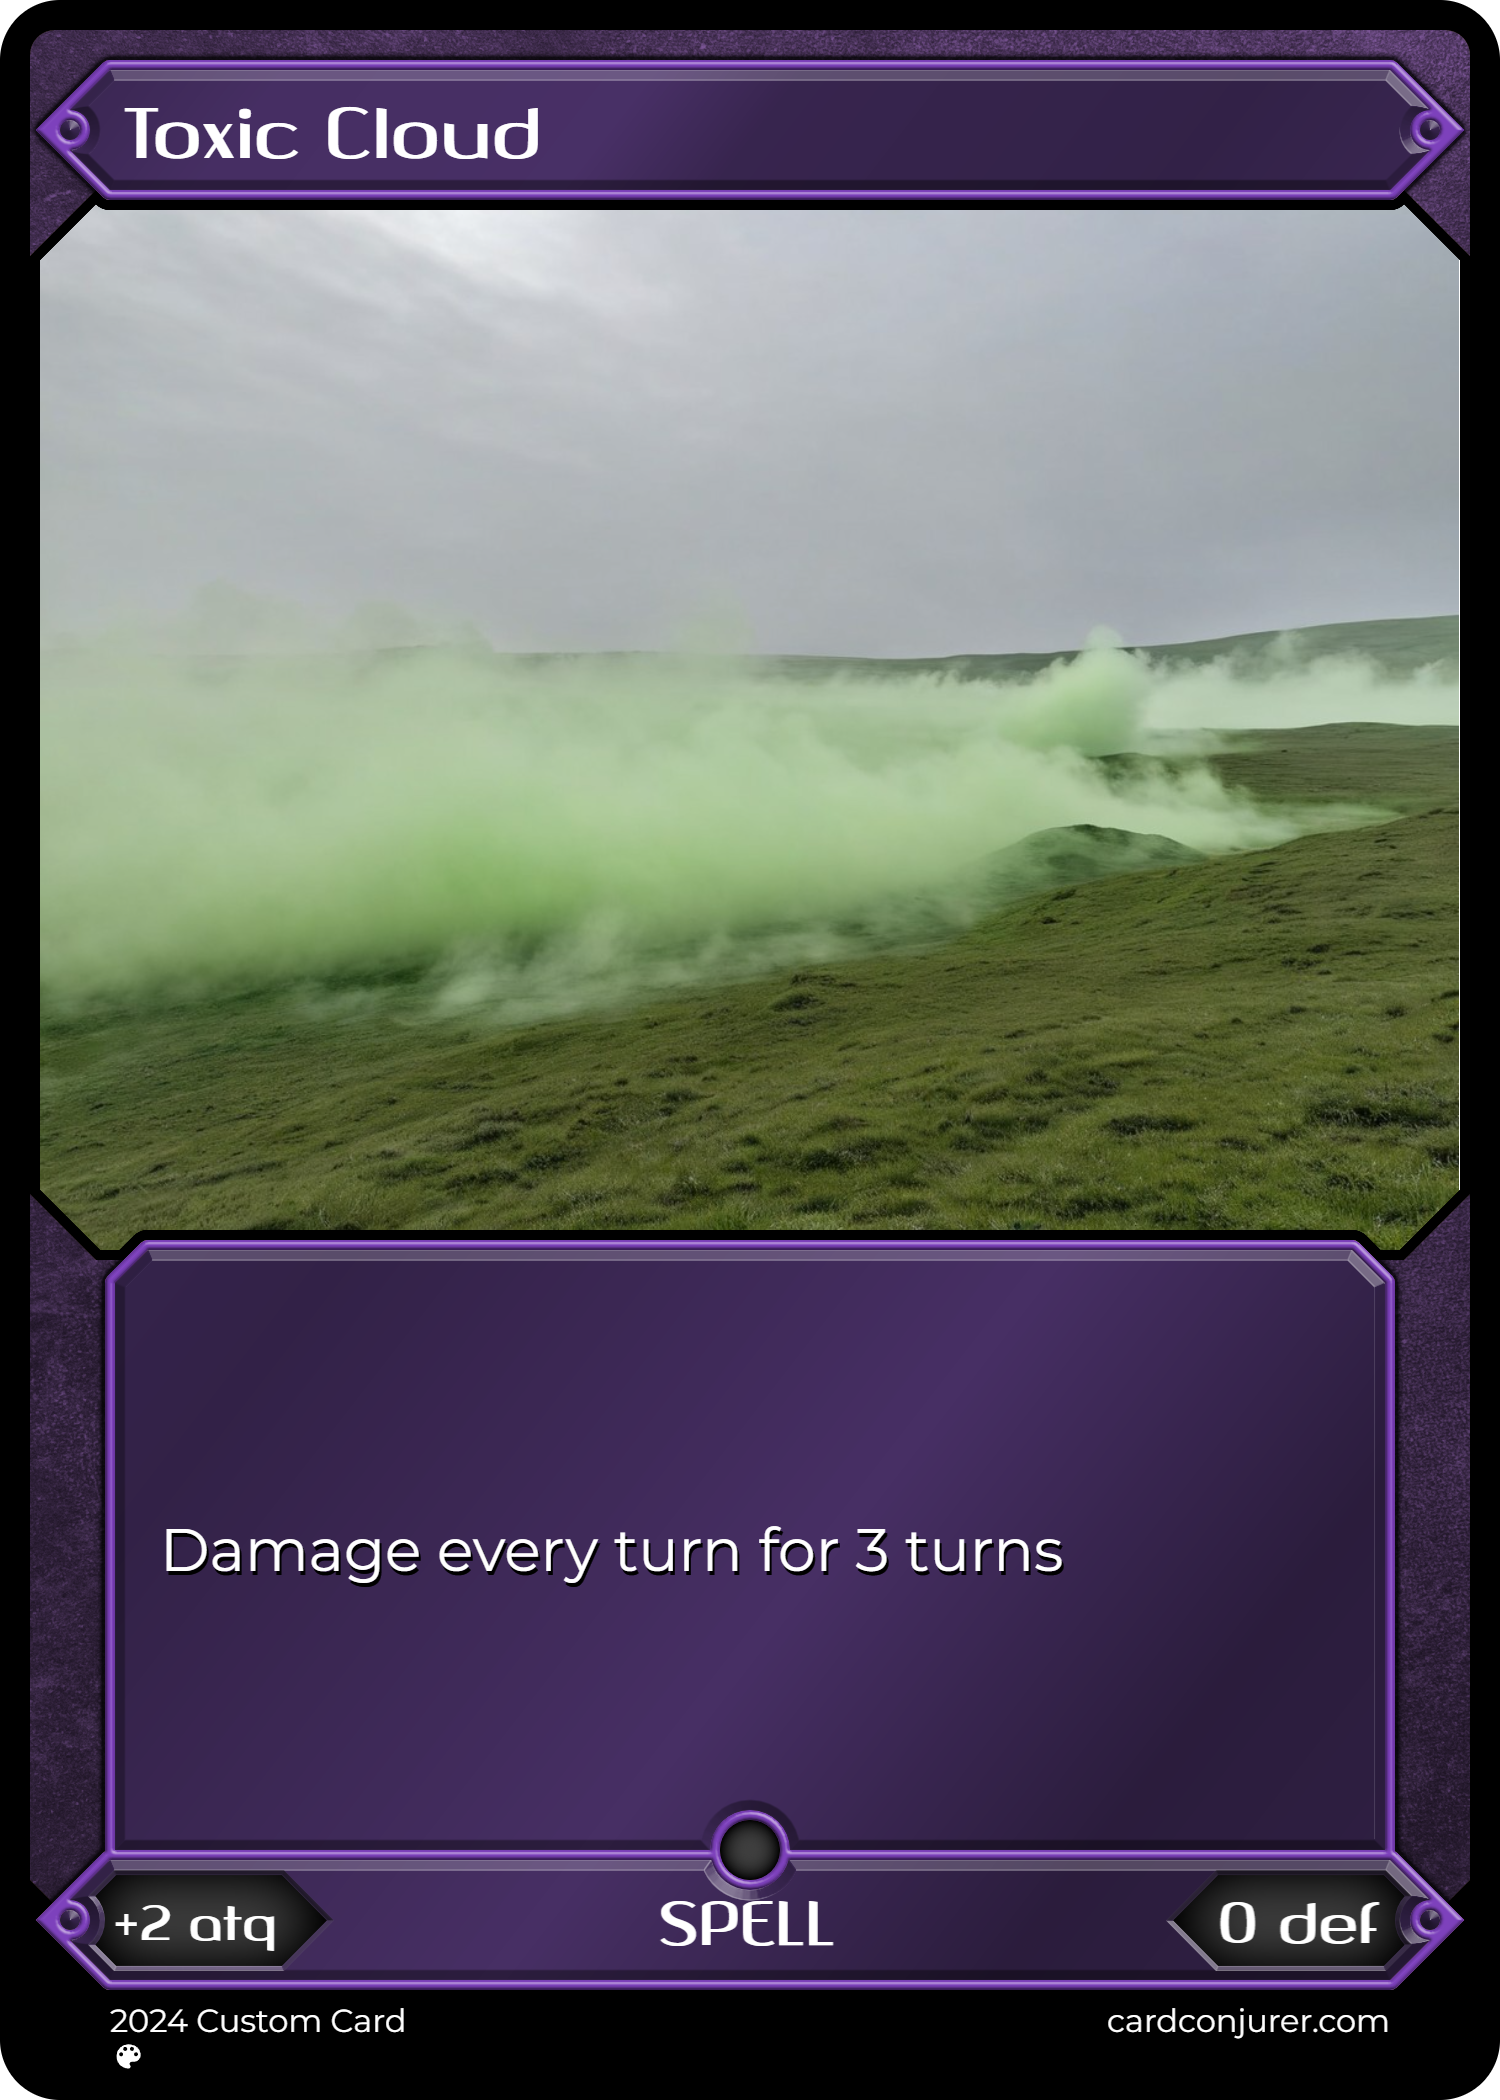 Toxic Cloud
Damage every turn for 3 turns
+2 atq
SPELL
0 def
2024 Custom Card
cardconjurer.com